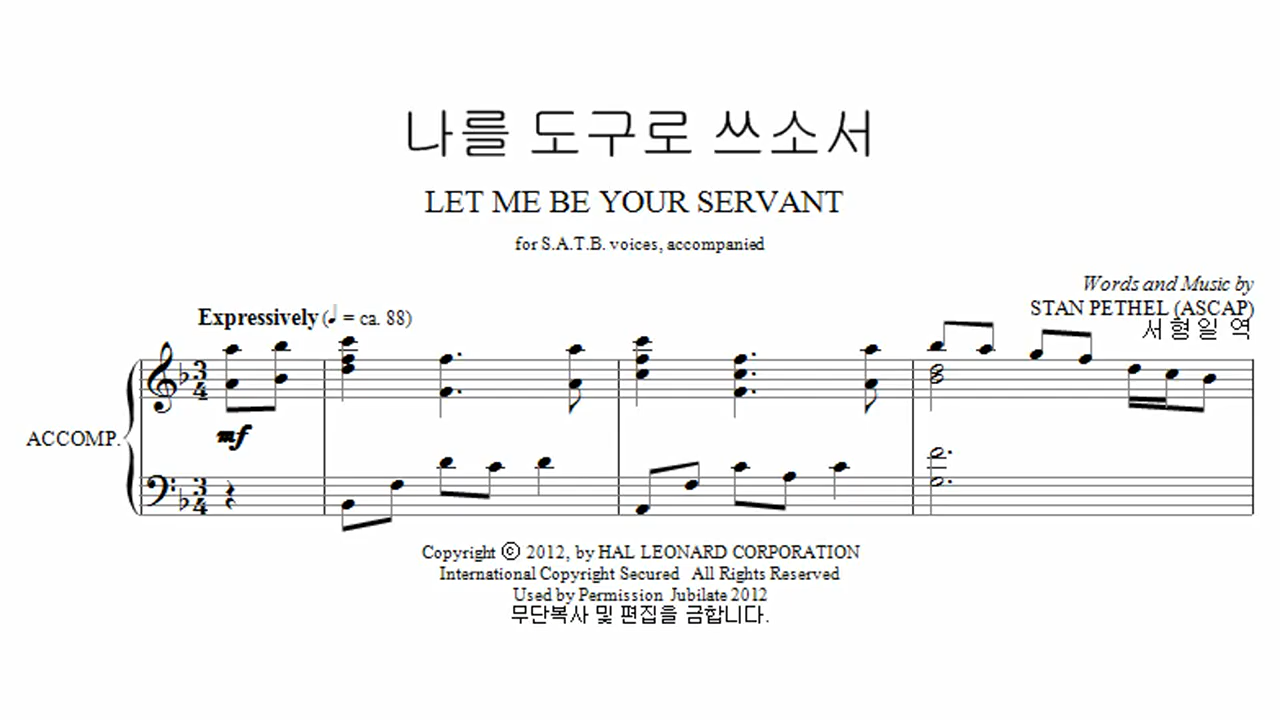 나를 도구로 쓰소서
LET ME BE YOUR SERVANT
for S.A.T.B. voices, accompanied
Words and Music by
STAN PETHEL (ASCAP)
서형일 역
Expressively (♩ = ca. 88)
ACCOMP.
mf
Copyright © 2012, by HAL LEONARD CORPORATION
International Copyright Secured All Rights Reserved
Used by Permission Jubilate 2012
무단복사 및 편집을 금합니다.